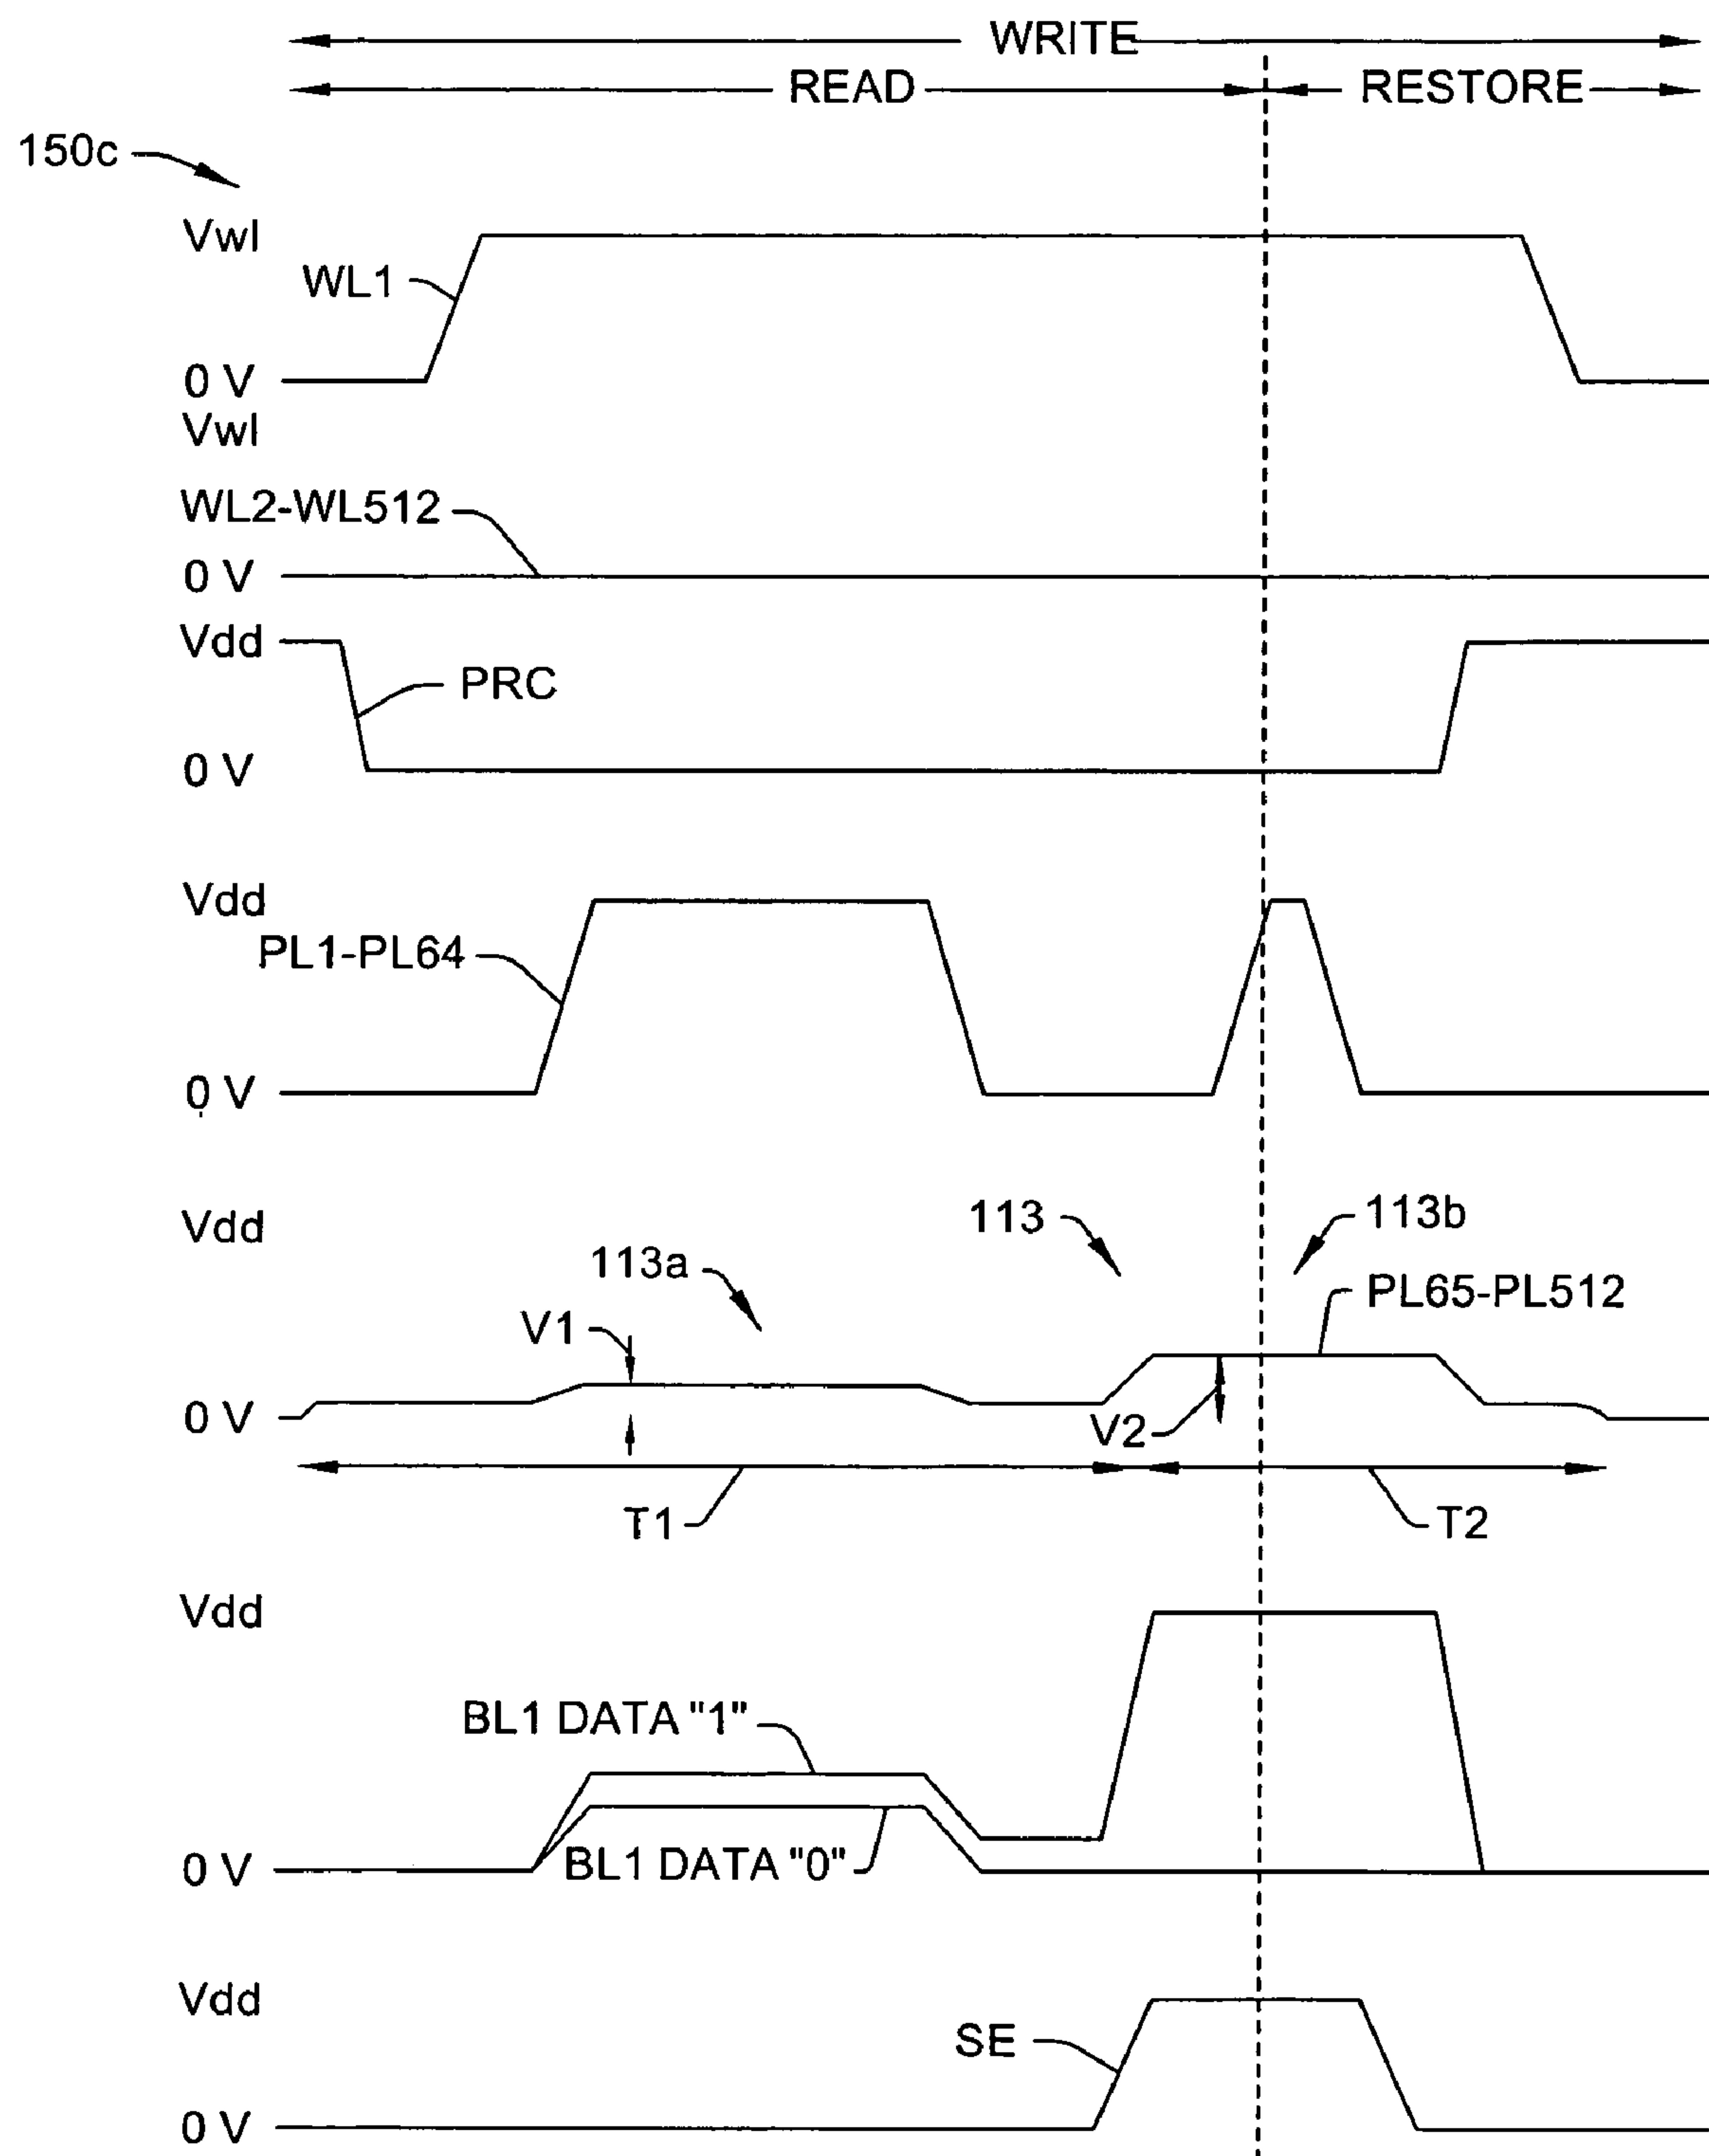 WRITE
READ
RESTORE
150c
Vwl
WL1
0 V
Vwl
WL2-WL512
0 V
Vdd
PRC
0 V
Vdd
PL1-PL64
0 V
Vdd
113
113b
113a
PL65-PL512
V1
0 V
V2
T1
T2
Vdd
BL1 DATA "1"
0 V
BL1 DATA "0"
Vdd
SE
0 V